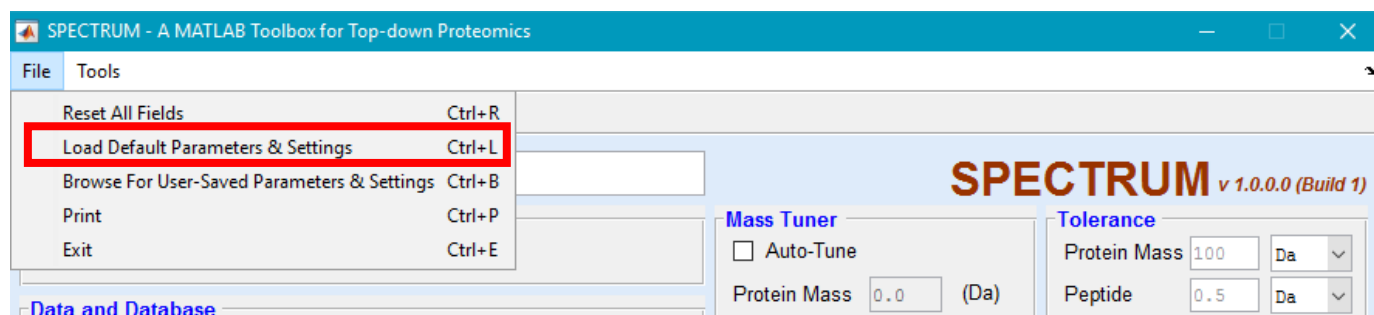 SPECTRUM - A MATLAB Toolbox for Top-down Proteomics
File Tools
Reset All Fields Ctrl+R
Load Default Parameters & Settings Ctrl+L
Browse For User-Saved Parameters & Settings Ctrl+B
Print Ctrl+P
Exit Ctrl+E
SPECTRUM v 1.0.0.0 (Build 1)
Mass Tuner
Auto-Tune
Protein Mass 0.0 (Da)
Tolerance
Protein Mass 100 Da
Peptide 0.5 Da
Data and Database